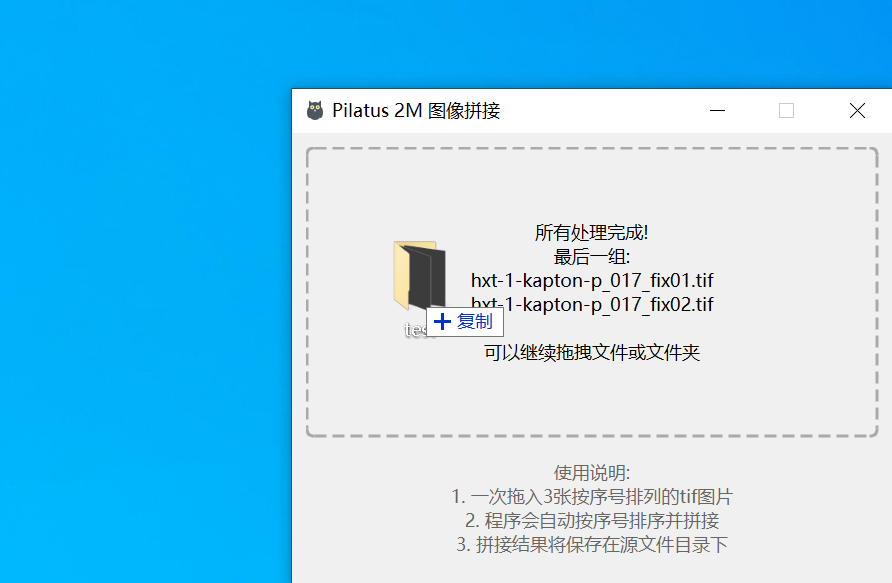 Pilatus 2M 图像拼接
所有处理完成!
最后一组:
hxt-1-kapton-p_017_fix01.tif
hxt-1-kapton-p_017_fix02.tif
复制
可以继续拖拽文件或文件夹
使用说明:
1. 一次拖入3张按序号排列的tif图片
2. 程序会自动按序号排序并拼接
3. 拼接结果将保存在源文件目录下